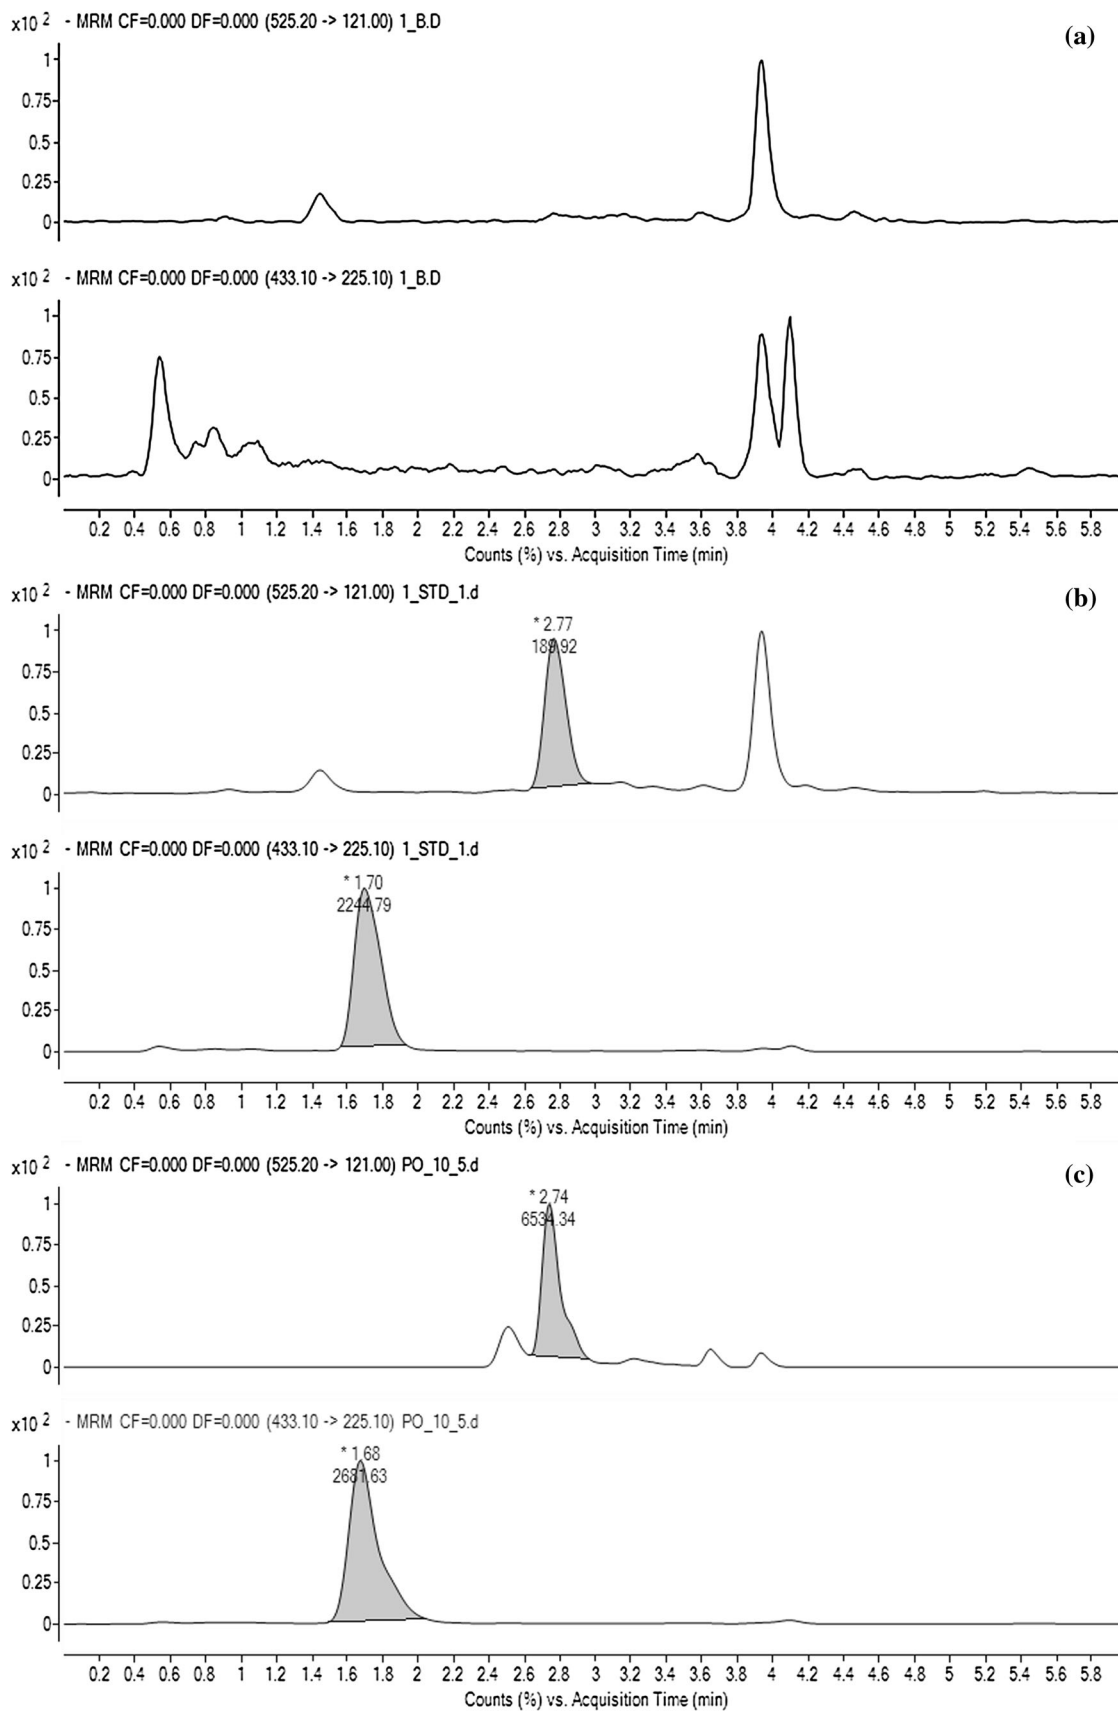 x10 2 - MRM CF=0.000 DF=0.000 (525.20 -> 121.00) 1_B.D
(a)
1
0.75
0.5
0.25
0
x10 2 - MRM CF=0.000 DF=0.000 (433.10 -> 225.10) 1_B.D
1
0.75
0.5
0.25
0
0.2 0.4 0.6 0.8 1 1.2 1.4 1.6 1.8 2 2.2 2.4 2.6 2.8 3 3.2 3.4 3.6 3.8 4 4.2 4.4 4.6 4.8 5 5.2 5.4 5.6 5.8
Counts (%) vs. Acquisition Time (min)
x10 2 - MRM CF=0.000 DF=0.000 (525.20 -> 121.00) 1_STD_1.d
(b)
* 2.77
189.92
1
0.75
0.5
0.25
0
x10 2 - MRM CF=0.000 DF=0.000 (433.10 -> 225.10) 1_STD_1.d
* 1.70
2244.79
1
0.75
0.5
0.25
0
0.2 0.4 0.6 0.8 1 1.2 1.4 1.6 1.8 2 2.2 2.4 2.6 2.8 3 3.2 3.4 3.6 3.8 4 4.2 4.4 4.6 4.8 5 5.2 5.4 5.6 5.8
Counts (%) vs. Acquisition Time (min)
x10 2 - MRM CF=0.000 DF=0.000 (525.20 -> 121.00) PO_10_5.d
(c)
* 2.74
6534.34
1
0.75
0.5
0.25
0
x10 2 - MRM CF=0.000 DF=0.000 (433.10 -> 225.10) PO_10_5.d
* 1.68
2681.63
1
0.75
0.5
0.25
0
0.2 0.4 0.6 0.8 1 1.2 1.4 1.6 1.8 2 2.2 2.4 2.6 2.8 3 3.2 3.4 3.6 3.8 4 4.2 4.4 4.6 4.8 5 5.2 5.4 5.6 5.8
Counts (%) vs. Acquisition Time (min)